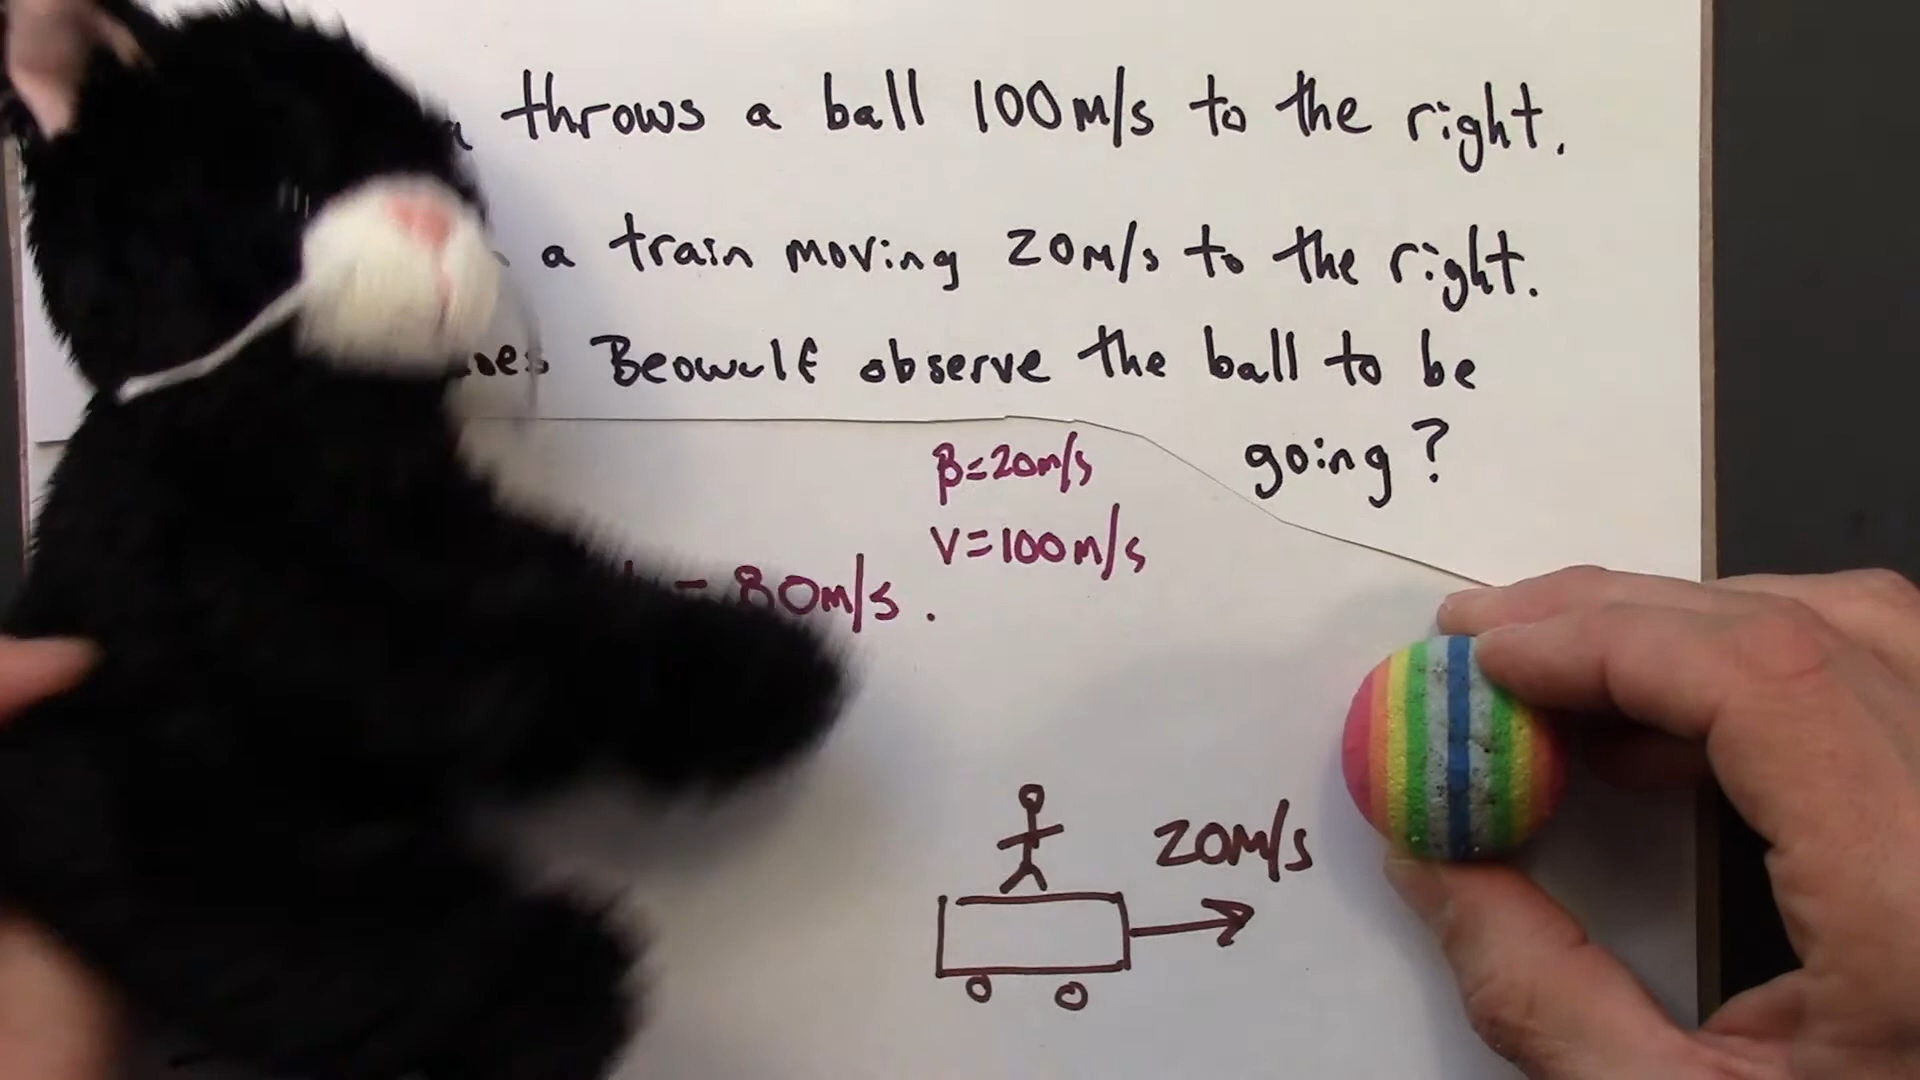 throws a ball 100m/s to the right.
a train moving 20m/s to the right.
Beowulf observe the ball to be
going?
β=20m/s
V=100m/s
= 80m/s.
20m/s